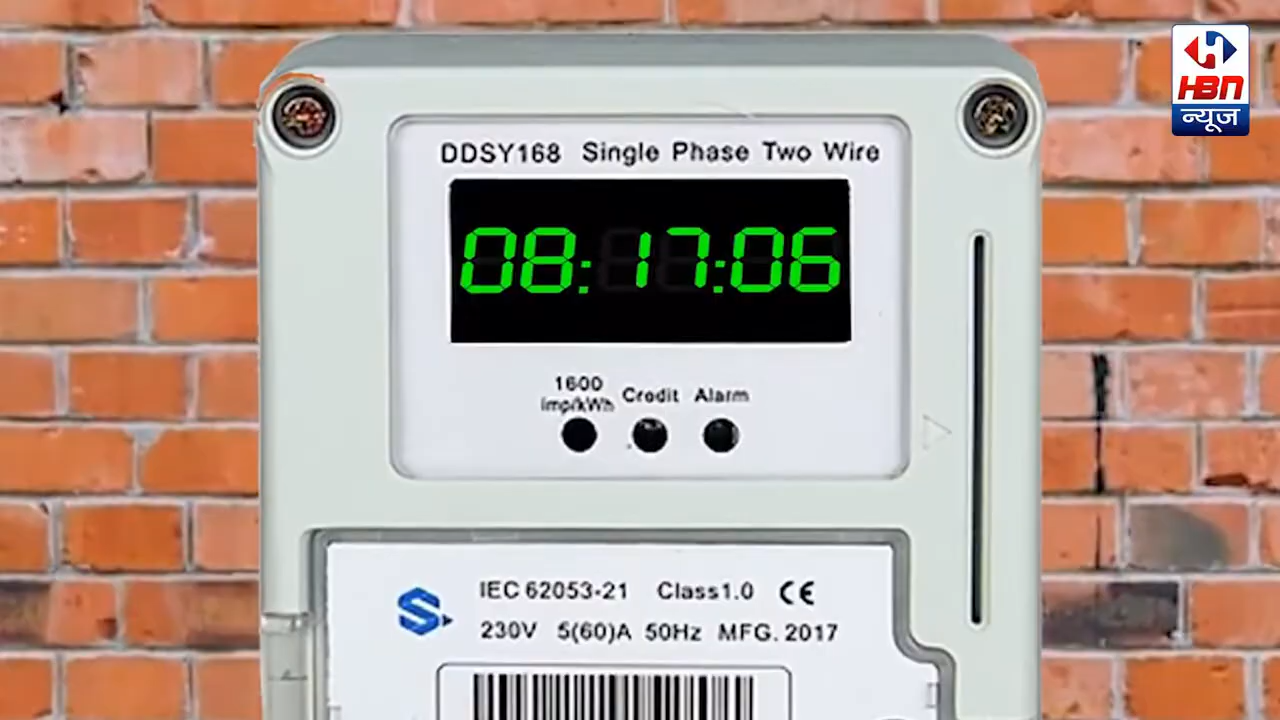 HBN
न्यूज
DDSY168 Single Phase Two Wire
08:17:06
1600
imp/kWh Credit Alarm
IEC 62053-21 Class1.0 CE
230V 5(60)A 50Hz MFG. 2017